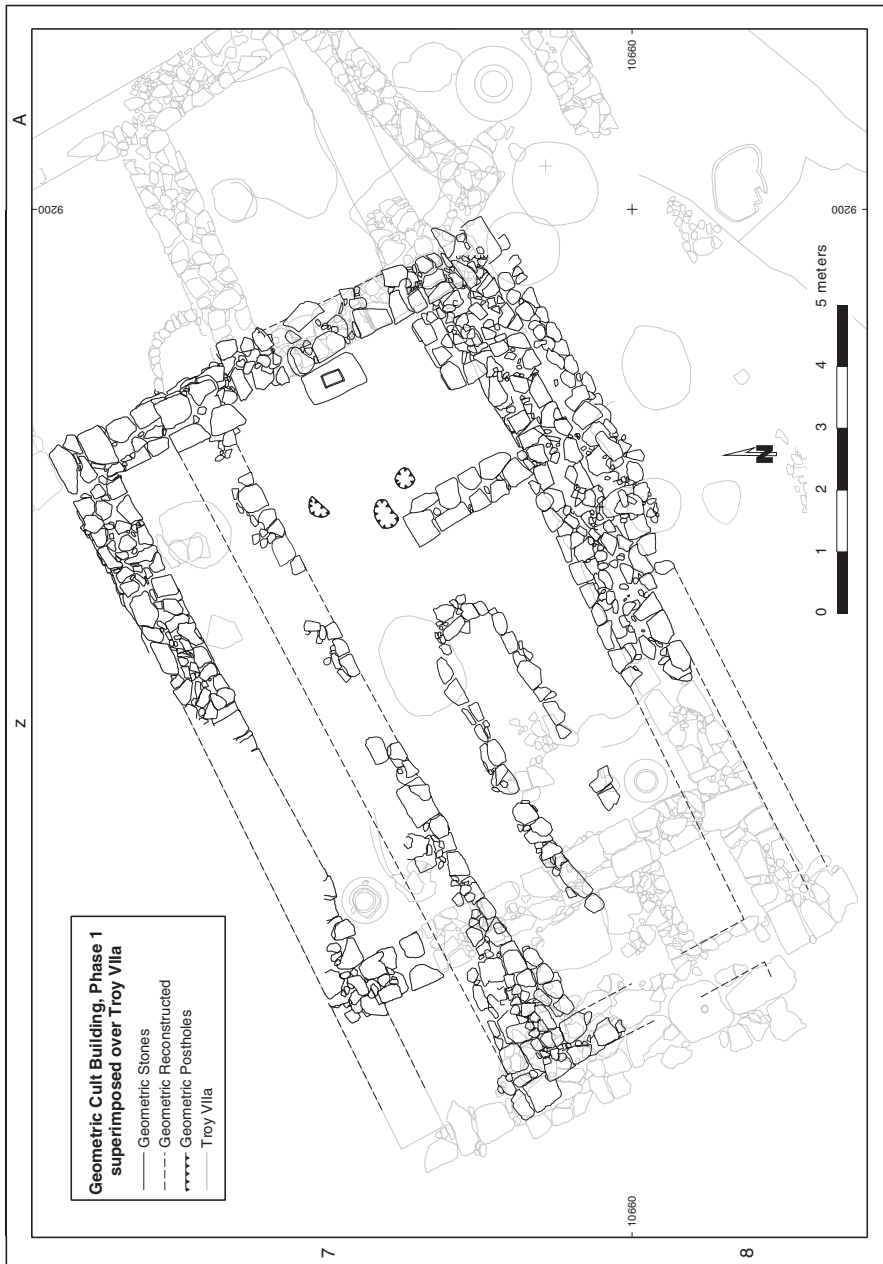 A
z
7
8
9200
9200
10660
10660
Geometric Cult Building, Phase 1
superimposed over Troy VIIa
Geometric Stones
Geometric Reconstructed
Geometric Postholes
Troy VIIa
N
0 1 2 3 4 5 meters